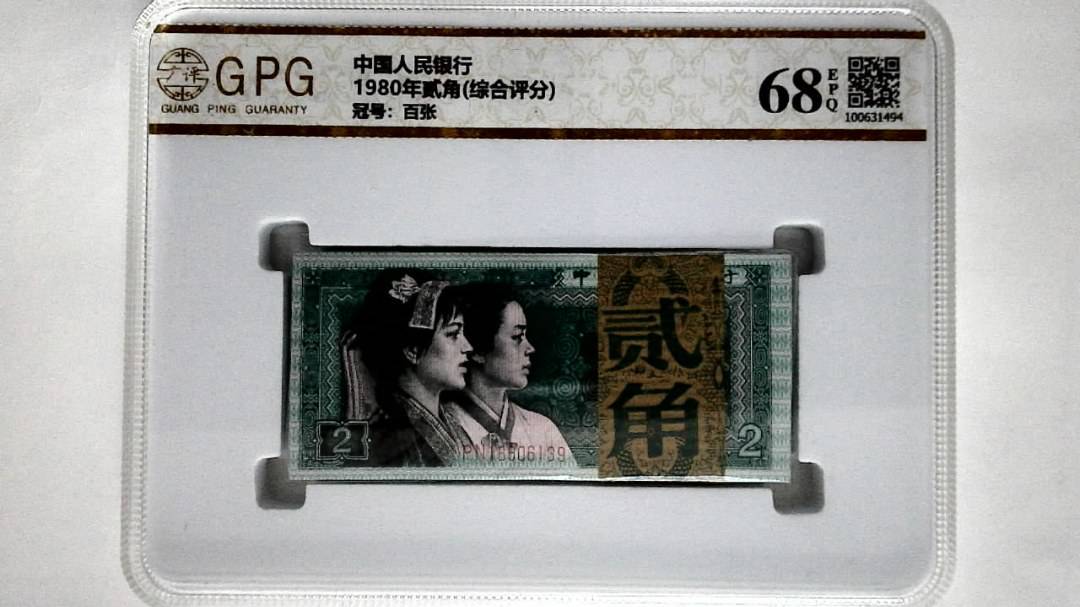 广评
GPG
GUANG PING GUARANTY
中国人民银行
1980年贰角(综合评分)
冠号：百张
68
EPQ
100631494
中
贰角
2
2